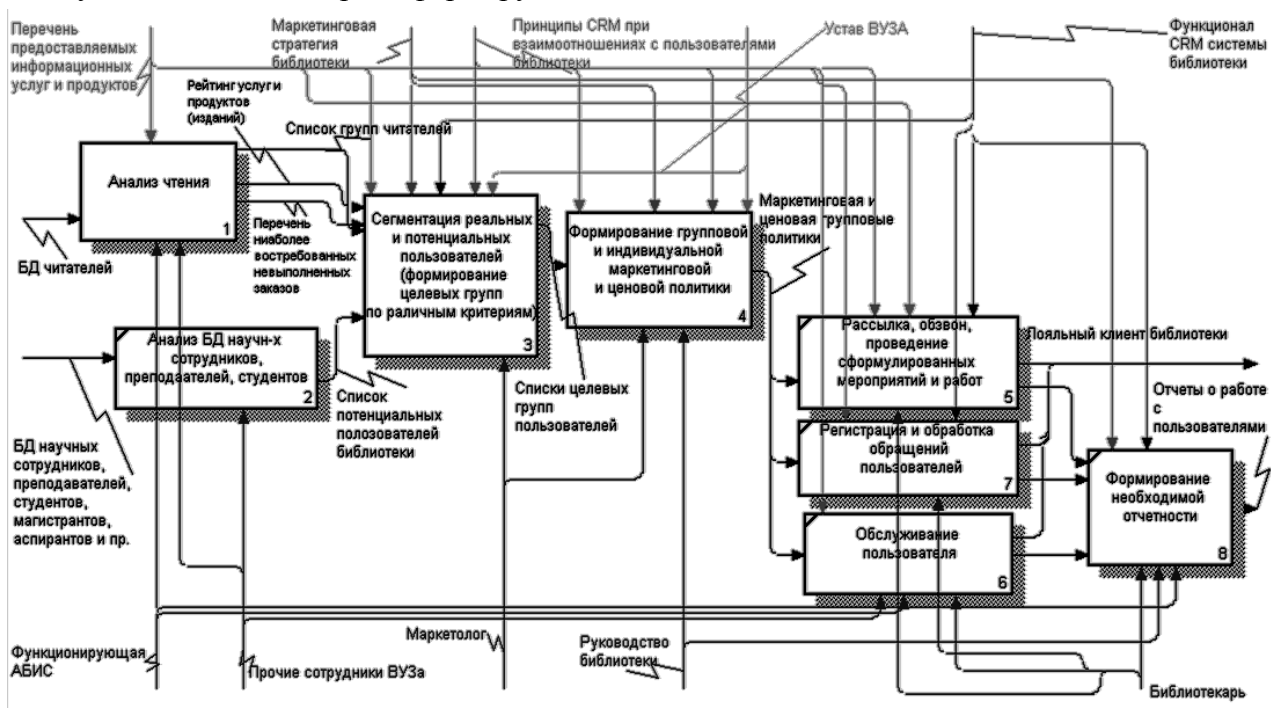 Перечень
предоставляемых
информационных
услуг и продуктов
Маркетинговая
стратегия
библиотеки
Принципы CRM при
взаимоотношениях с пользователями
библиотеки
Устав ВУЗА
Функционал
CRM системы
библиотеки
Рейтинг услуг и
продуктов
(изданий)
Список групп читателей
Анализ чтения
1
БД читателей
Перечень
ниаболее
востребованных
невыполненных
заказов
Сегментация реальных
и потенциальных
пользователей
(формирование
целевых групп
по раличным критериям)
3
Формирование групповой
и индивидуальной
маркетинговой
и ценовой политики
4
Маркетинговая и
ценовая групповые
политики
Анализ БД научн-х
сотрудников,
преподаателей, студентов
2
Рассылка, обзвон,
проведение
сформулированных
мероприятий и работ
5
Лояльный клиент библиотеки
Список
потенциальных
полозователей
библиотеки
Списки целевых
групп
пользователей
Отчеты о работе
с
пользователями
БД научных
сотрудников,
преподавателей,
студентов,
магистрантов,
аспирантов и пр.
Регистрация и обработка
обращений
пользователей
7
Формирование
необходимой
отчетности
8
Обслуживание
пользователя
6
Функционирующая
АБИС
Прочие сотрудники ВУЗа
Маркетолог
Руководство
библиотеки
Библиотекарь